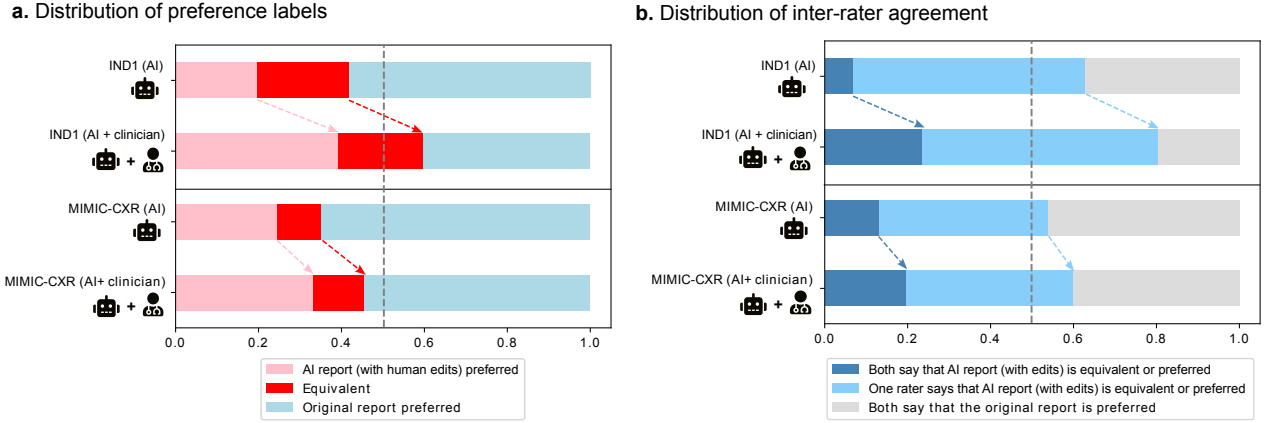 a. Distribution of preference labels
IND1 (AI)
IND1 (AI + clinician)
+
MIMIC-CXR (AI)
MIMIC-CXR (AI+ clinician)
+
0.0 0.2 0.4 0.6 0.8 1.0
AI report (with human edits) preferred
Equivalent
Original report preferred
b. Distribution of inter-rater agreement
IND1 (AI)
IND1 (AI + clinician)
+
MIMIC-CXR (AI)
MIMIC-CXR (AI+ clinician)
+
0.0 0.2 0.4 0.6 0.8 1.0
Both say that AI report (with edits) is equivalent or preferred
One rater says that AI report (with edits) is equivalent or preferred
Both say that the original report is preferred